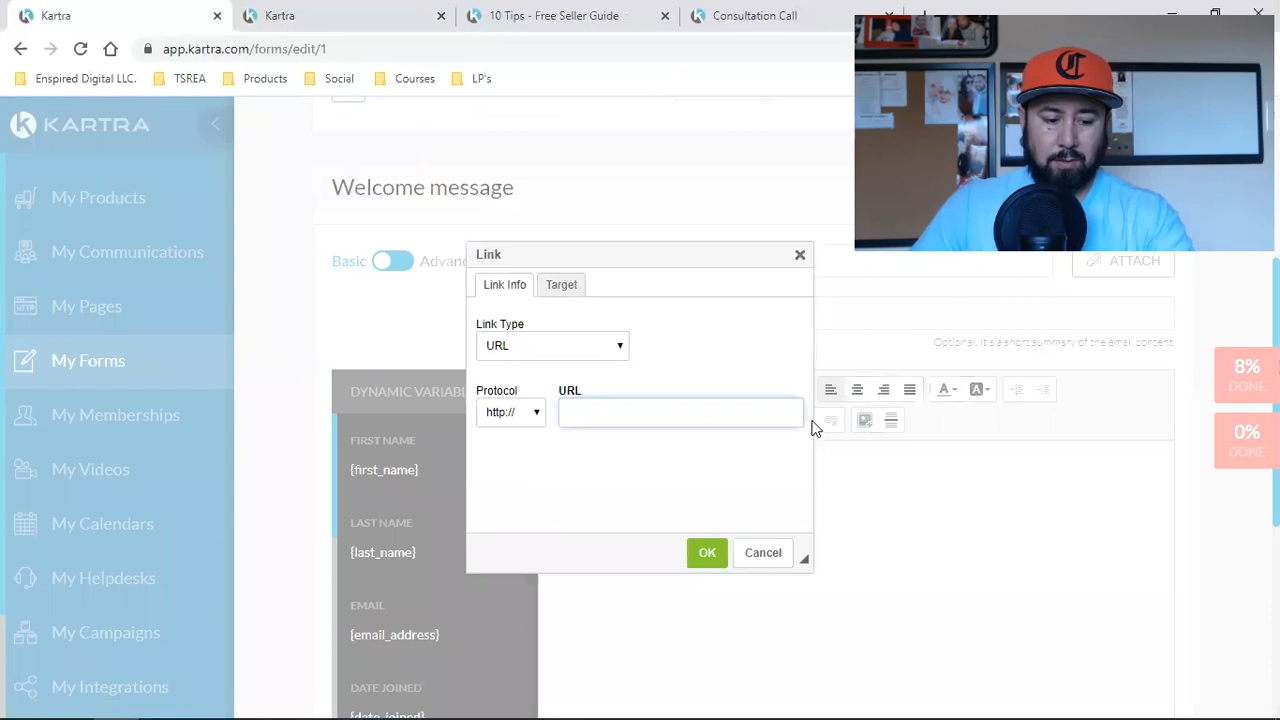 Kartra
Kartra
10 Tips - Free Seller Guide
Consultation Call
app.kartra.com/forms/edit/1
Enspired Digital LLC.
TSREA
Products
Social
Courses
LP's
KARTRA
My Products
My Communications
My Pages
My Forms
My Memberships
My Videos
My Calendars
My Helpdesks
My Campaigns
My Integrations
Welcome message
Basic
Advan
ATTACH
Optional. It's a short summary of the email content.
Link
Link Info
Target
Link Type
URL
Protocol
URL
http://
OK
Cancel
DYNAMIC VARIAB
FIRST NAME
{first_name}
LAST NAME
{last_name}
EMAIL
{email_address}
DATE JOINED
{date_joined}
8%
DONE
0%
DONE